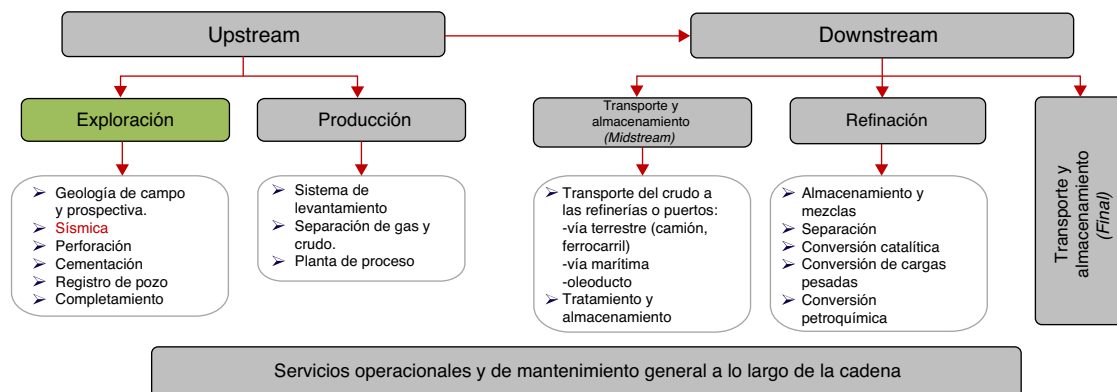 Upstream
Downstream
Exploración
Producción
Transporte y
almacenamiento
(Midstream)
Refinación
Transporte y
almacenamiento
(Final)
Geología de campo
y prospectiva.
Sísmica
Perforación
Cementación
Registro de pozo
Completamiento
Sistema de
levantamiento
Separación de gas y
crudo.
Planta de proceso
Transporte del crudo a
las refinerías o puertos:
-vía terrestre (camión,
ferrocarril)
-vía marítima
-oleoducto
Tratamiento y
almacenamiento
Almacenamiento y
mezclas
Separación
Conversión catalítica
Conversión de cargas
pesadas
Conversión
petroquímica
Servicios operacionales y de mantenimiento general a lo largo de la cadena